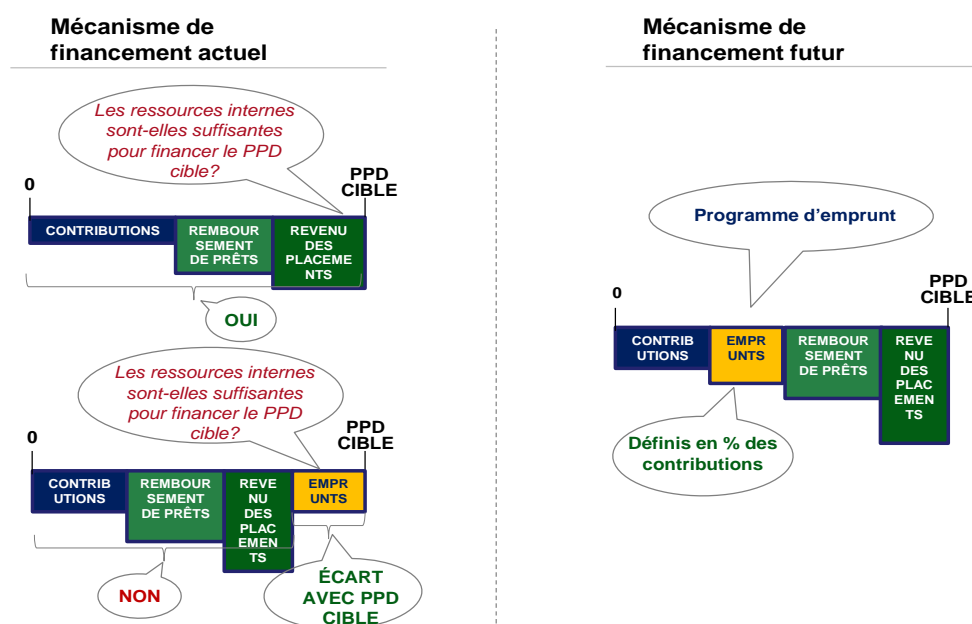 Mécanisme de
financement actuel
Les ressources internes
sont-elles suffisantes
pour financer le PPD
cible?
0
PPD
CIBLE
CONTRIBUTIONS
REMBOUR
SEMENT
DE PRÊTS
REVENU
DES
PLACEME
NTS
OUI
Les ressources internes
sont-elles suffisantes
pour financer le PPD
cible?
0
PPD
CIBLE
CONTRIB
UTIONS
REMBOUR
SEMENT
DE PRÊTS
REVE
NU DES
PLAC
EMEN
TS
EMPR
UNTS
NON
ÉCART
AVEC PPD
CIBLE
Mécanisme de
financement futur
Programme d’emprunt
0
PPD
CIBLE
CONTRIB
UTIONS
EMPR
UNTS
REMBOUR
SEMENT
DE PRÊTS
REVE
NU DES
PLAC
EMEN
TS
Définis en % des
contributions